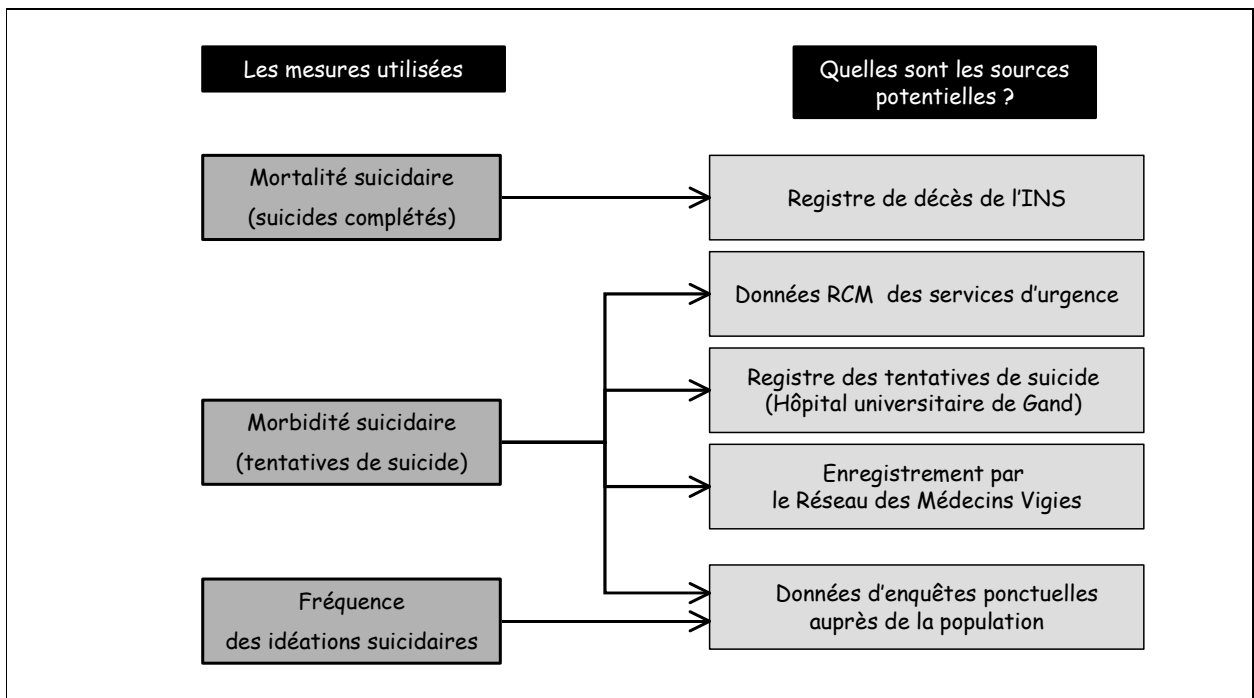 Les mesures utilisées
Quelles sont les sources
potentielles ?
Mortalité suicidaire
(suicides complétés)
Registre de décès de l'INS
Données RCM des services d'urgence
Registre des tentatives de suicide
(Hôpital universitaire de Gand)
Morbidité suicidaire
(tentatives de suicide)
Enregistrement par
le Réseau des Médecins Vigies
Fréquence
des idéations suicidaires
Données d'enquêtes ponctuelles
auprès de la population